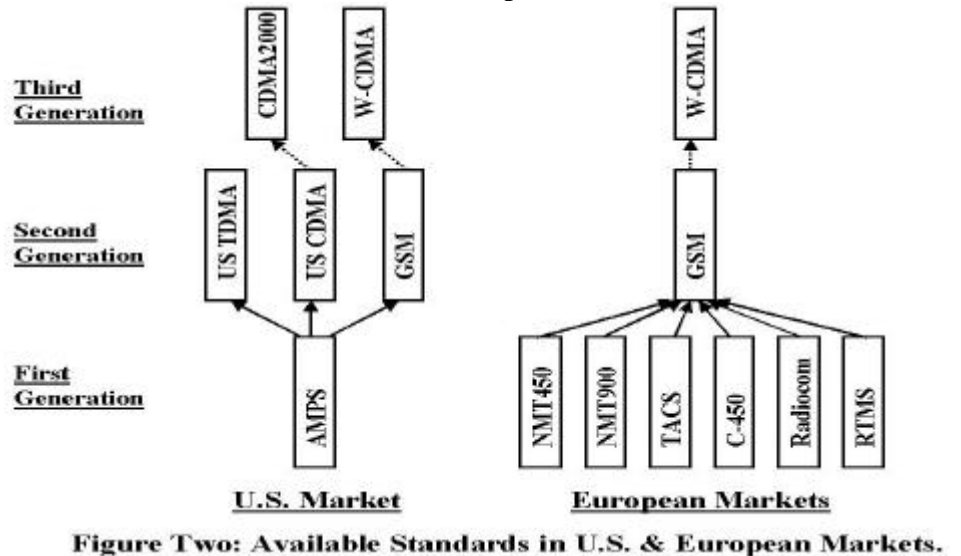 CDMA2000
W-CDMA
W-CDMA
Third
Generation
US TDMA
US CDMA
GSM
GSM
Second
Generation
AMPS
NMT450
NMT900
TACS
C-450
Radiocom
RTMS
First
Generation
U.S. Market
European Markets
Figure Two: Available Standards in U.S. & European Markets.